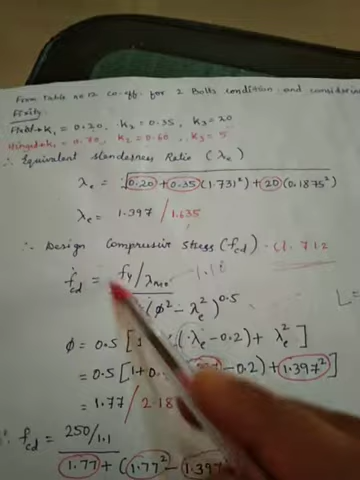 From Table no 12 Co-eff. for 2 Bolts condition and considering
Fixity
Fixed→K₁ = 0.20, K₂ = 0.35, K₃ = 20
Hinged→K₁ = 0.70, K₂ = 0.60 K₃ = 5
∴ Equivalent slenderness Ratio (λe)
λe = √0.20 + 0.35 (1.731²) + 20 (0.1875²)
λe = 1.397 / 1.635
∴ Design Compressive Stress (fcd) - Cl. 7.1.2
fcd = fy / λmo 1.10
(ϕ² - λe²)^0.5
L =
ϕ = 0.5 [1 (λe - 0.2) + λe²]
= 0.5 [1+0. - 0.2) + 1.397²]
= 1.77 / 2.18
∴ fcd = 250/1.1
1.77 + (1.77² - 1.397